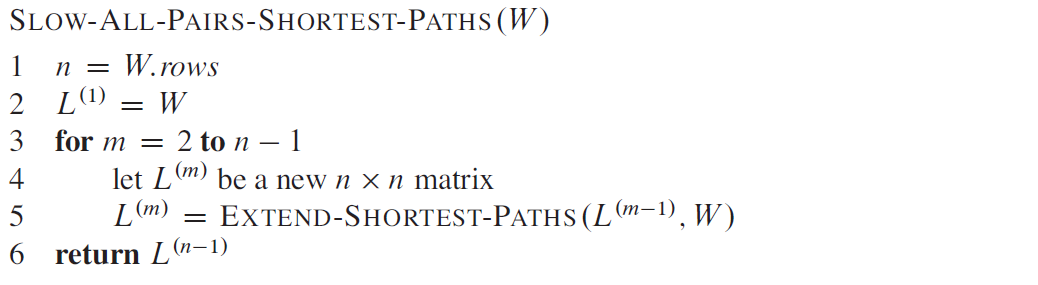 SLOW-ALL-PAIRS-SHORTEST-PATHS(W)
1 n = W.rows
2 L^(1) = W
3 for m = 2 to n − 1
4 let L^(m) be a new n × n matrix
5 L^(m) = EXTEND-SHORTEST-PATHS(L^(m−1), W)
6 return L^(n−1)